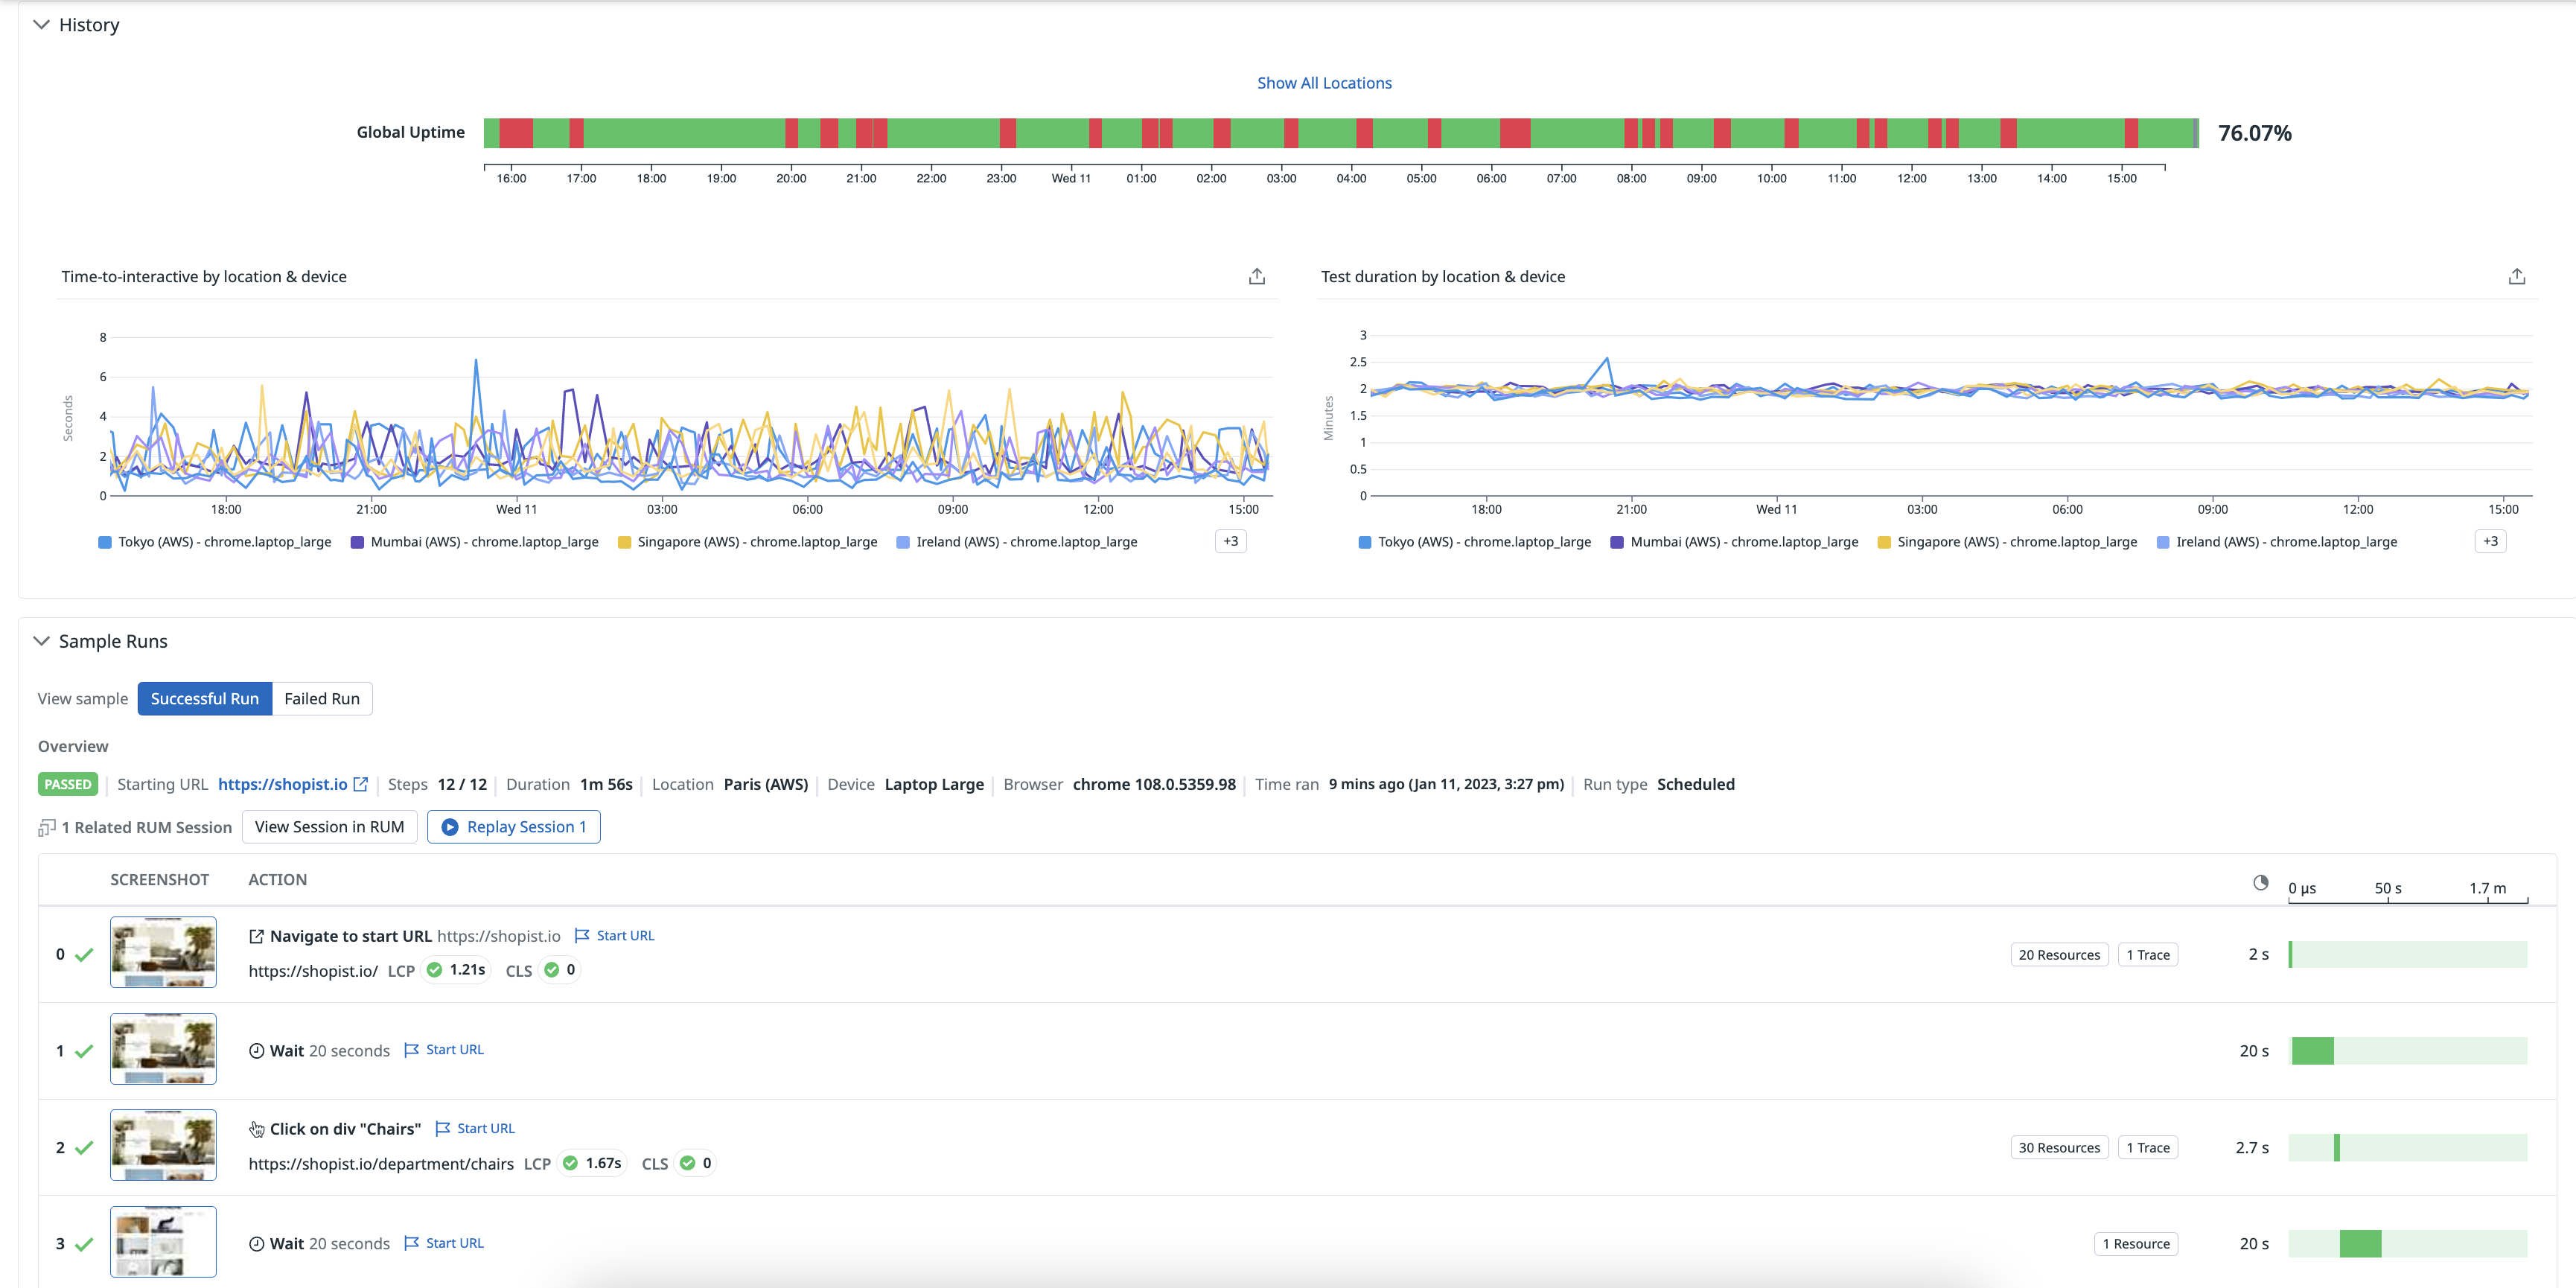 History
Show All Locations
Global Uptime 76.07%
16:00 17:00 18:00 19:00 20:00 21:00 22:00 23:00 Wed 11 01:00 02:00 03:00 04:00 05:00 06:00 07:00 08:00 09:00 10:00 11:00 12:00 13:00 14:00 15:00
Time-to-interactive by location & device
Seconds
8
6
4
2
0
18:00 21:00 Wed 11 03:00 06:00 09:00 12:00 15:00
Tokyo (AWS) - chrome.laptop_large Mumbai (AWS) - chrome.laptop_large Singapore (AWS) - chrome.laptop_large Ireland (AWS) - chrome.laptop_large +3
Test duration by location & device
Minutes
3
2.5
2
1.5
1
0.5
0
18:00 21:00 Wed 11 03:00 06:00 09:00 12:00 15:00
Tokyo (AWS) - chrome.laptop_large Mumbai (AWS) - chrome.laptop_large Singapore (AWS) - chrome.laptop_large Ireland (AWS) - chrome.laptop_large +3
Sample Runs
View sample Successful Run Failed Run
Overview
PASSED Starting URL https://shopist.io Steps 12 / 12 Duration 1m 56s Location Paris (AWS) Device Laptop Large Browser chrome 108.0.5359.98 Time ran 9 mins ago (Jan 11, 2023, 3:27 pm) Run type Scheduled
1 Related RUM Session View Session in RUM Replay Session 1
SCREENSHOT ACTION 0 µs 50 s 1.7 m
0 Navigate to start URL https://shopist.io Start URL
https://shopist.io/ LCP 1.21s CLS 0 20 Resources 1 Trace 2 s
1 Wait 20 seconds Start URL 20 s
2 Click on div "Chairs" Start URL
https://shopist.io/department/chairs LCP 1.67s CLS 0 30 Resources 1 Trace 2.7 s
3 Wait 20 seconds Start URL 1 Resource 20 s